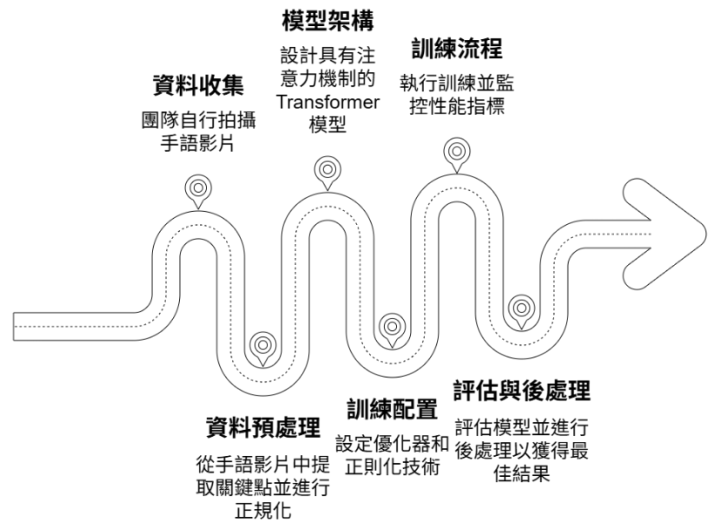 資料收集
團隊自行拍攝
手語影片
資料預處理
從手語影片中提
取關鍵點並進行
正規化
模型架構
設計具有注
意力機制的
Transformer
模型
訓練配置
設定優化器和
正則化技術
訓練流程
執行訓練並監
控性能指標
評估與後處理
評估模型並進行
後處理以獲得最
佳結果